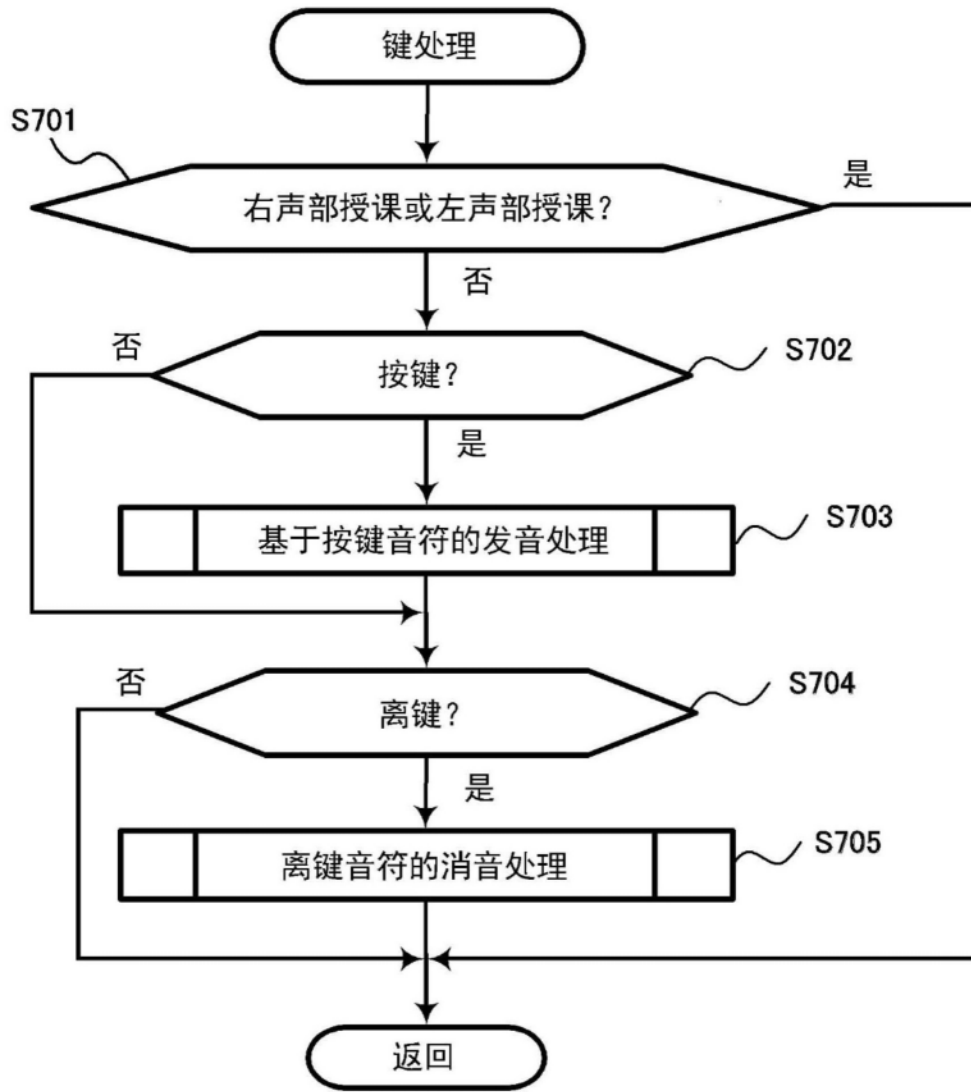 键处理
S701
右声部授课或左声部授课？
是
否
否
按键？
S702
是
基于按键音符的发音处理
S703
否
离键？
S704
是
离键音符的消音处理
S705
返回